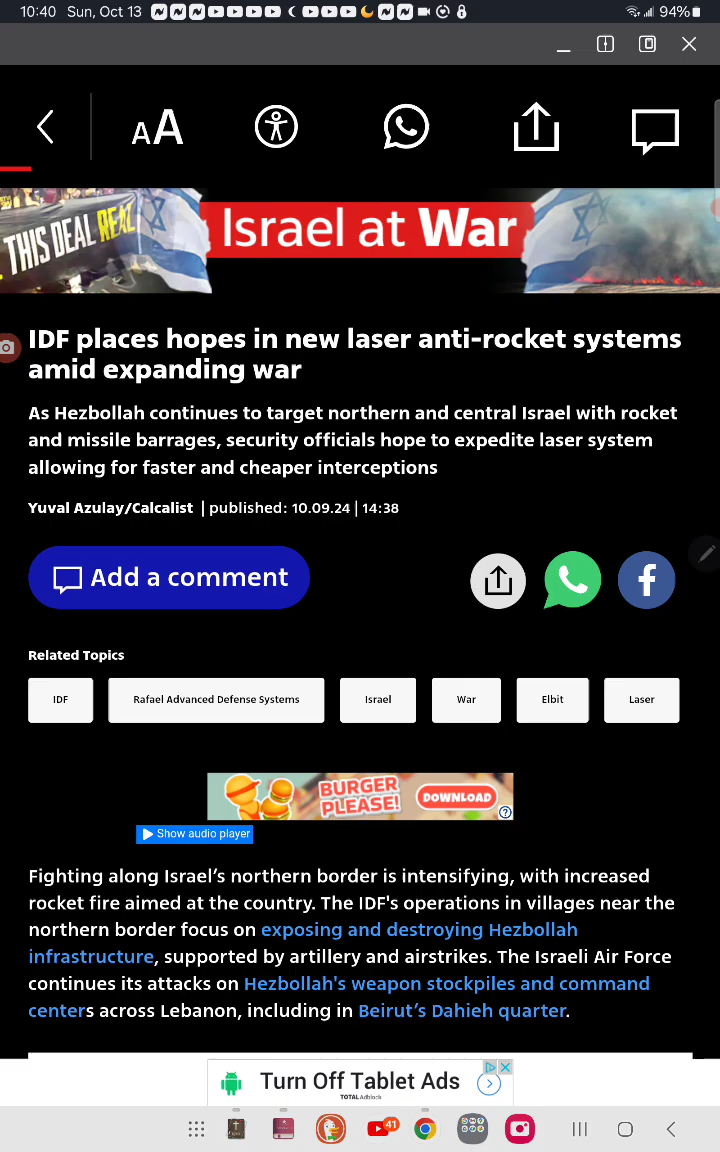 10:40 Sun, Oct 13
94%
AA
THIS DEAL REAL
Israel at War
IDF places hopes in new laser anti-rocket systems
amid expanding war
As Hezbollah continues to target northern and central Israel with rocket
and missile barrages, security officials hope to expedite laser system
allowing for faster and cheaper interceptions
Yuval Azulay/Calcalist | published: 10.09.24 | 14:38
Add a comment
Related Topics
IDF
Rafael Advanced Defense Systems
Israel
War
Elbit
Laser
BURGER
PLEASE!
DOWNLOAD
Show audio player
Fighting along Israel’s northern border is intensifying, with increased
rocket fire aimed at the country. The IDF's operations in villages near the
northern border focus on exposing and destroying Hezbollah
infrastructure, supported by artillery and airstrikes. The Israeli Air Force
continues its attacks on Hezbollah's weapon stockpiles and command
centers across Lebanon, including in Beirut’s Dahieh quarter.
Turn Off Tablet Ads
TOTAL Adblock
41